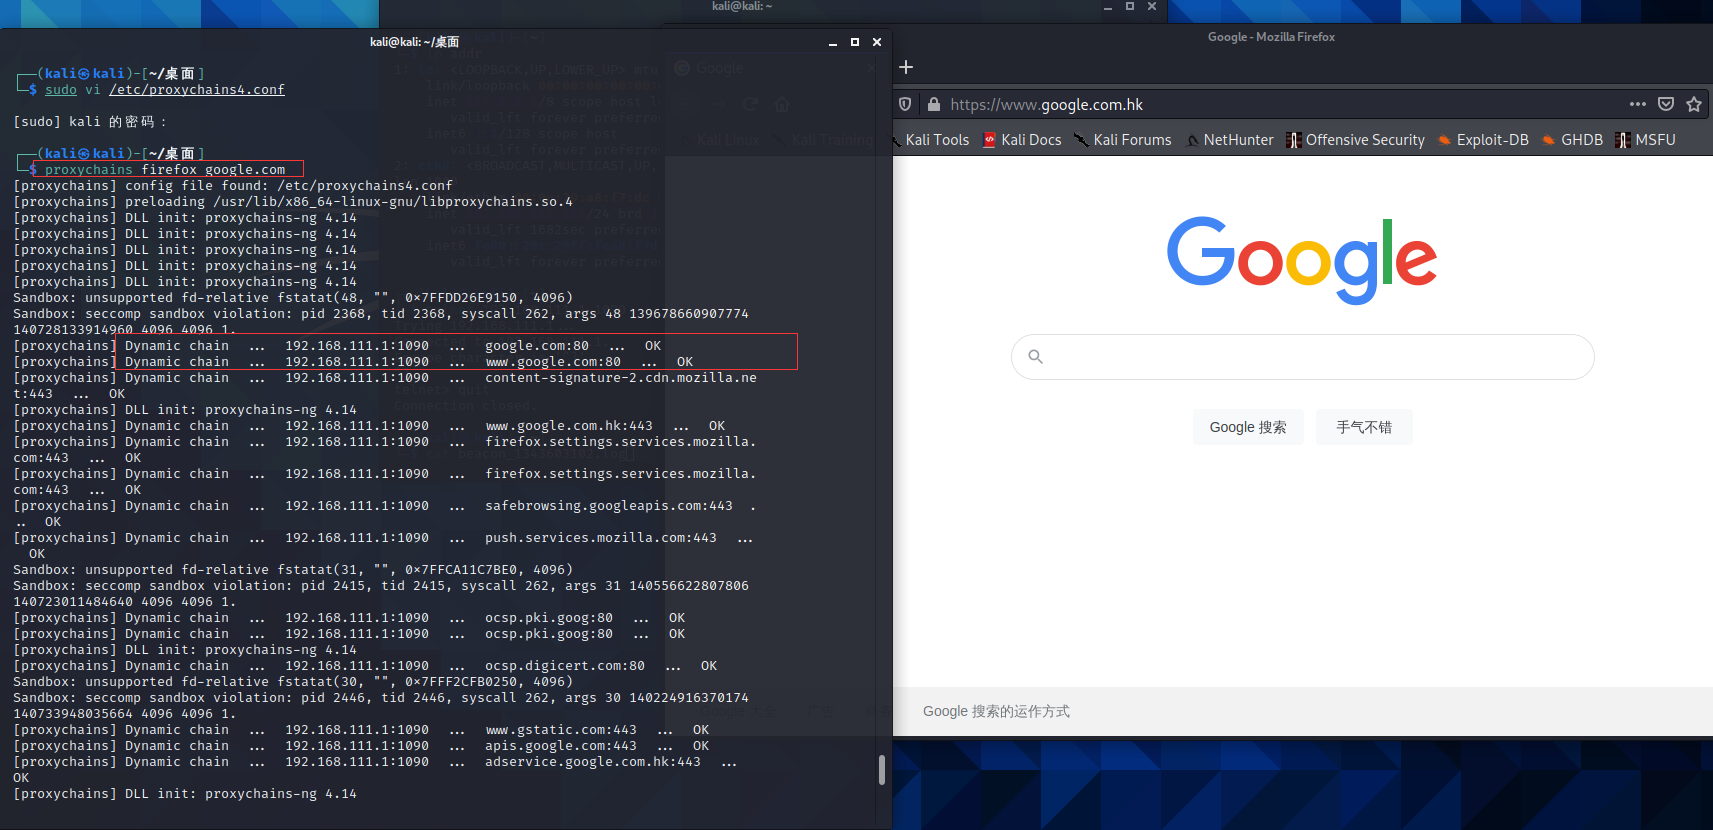 kali@kali: ~
kali@kali: ~/桌面
(kali㉿kali)-[~/桌面]
$ sudo vi /etc/proxychains4.conf
[sudo] kali 的密码：
(kali㉿kali)-[~/桌面]
$ proxychains firefox google.com
[proxychains] config file found: /etc/proxychains4.conf
[proxychains] preloading /usr/lib/x86_64-linux-gnu/libproxychains.so.4
[proxychains] DLL init: proxychains-ng 4.14
[proxychains] DLL init: proxychains-ng 4.14
[proxychains] DLL init: proxychains-ng 4.14
[proxychains] DLL init: proxychains-ng 4.14
[proxychains] DLL init: proxychains-ng 4.14
Sandbox: unsupported fd-relative fstatat(48, "", 0×7FFDD26E9150, 4096)
Sandbox: seccomp sandbox violation: pid 2368, tid 2368, syscall 262, args 48 139678660907774
140728133914960 4096 4096 1.
[proxychains] Dynamic chain ... 192.168.111.1:1090 ... google.com:80 ... OK
[proxychains] Dynamic chain ... 192.168.111.1:1090 ... www.google.com:80 ... OK
[proxychains] Dynamic chain ... 192.168.111.1:1090 ... content-signature-2.cdn.mozilla.ne
t:443 ... OK
[proxychains] DLL init: proxychains-ng 4.14
[proxychains] Dynamic chain ... 192.168.111.1:1090 ... www.google.com.hk:443 ... OK
[proxychains] Dynamic chain ... 192.168.111.1:1090 ... firefox.settings.services.mozilla.
com:443 ... OK
[proxychains] Dynamic chain ... 192.168.111.1:1090 ... firefox.settings.services.mozilla.
com:443 ... OK
[proxychains] Dynamic chain ... 192.168.111.1:1090 ... safebrowsing.googleapis.com:443 .
.. OK
[proxychains] Dynamic chain ... 192.168.111.1:1090 ... push.services.mozilla.com:443 ...
OK
Sandbox: unsupported fd-relative fstatat(31, "", 0×7FFCA11C7BE0, 4096)
Sandbox: seccomp sandbox violation: pid 2415, tid 2415, syscall 262, args 31 140556622807806
140723011484640 4096 4096 1.
[proxychains] Dynamic chain ... 192.168.111.1:1090 ... ocsp.pki.goog:80 ... OK
[proxychains] Dynamic chain ... 192.168.111.1:1090 ... ocsp.pki.goog:80 ... OK
[proxychains] DLL init: proxychains-ng 4.14
[proxychains] Dynamic chain ... 192.168.111.1:1090 ... ocsp.digicert.com:80 ... OK
Sandbox: unsupported fd-relative fstatat(30, "", 0×7FFF2CFB0250, 4096)
Sandbox: seccomp sandbox violation: pid 2446, tid 2446, syscall 262, args 30 140224916370174
140733948035664 4096 4096 1.
[proxychains] Dynamic chain ... 192.168.111.1:1090 ... www.gstatic.com:443 ... OK
[proxychains] Dynamic chain ... 192.168.111.1:1090 ... apis.google.com:443 ... OK
[proxychains] Dynamic chain ... 192.168.111.1:1090 ... adservice.google.com.hk:443 ...
OK
[proxychains] DLL init: proxychains-ng 4.14
Google - Mozilla Firefox
https://www.google.com.hk
Kali Tools Kali Docs Kali Forums NetHunter Offensive Security Exploit-DB GHDB MSFU
Google
Google 搜索 手气不错
Google 搜索的运作方式